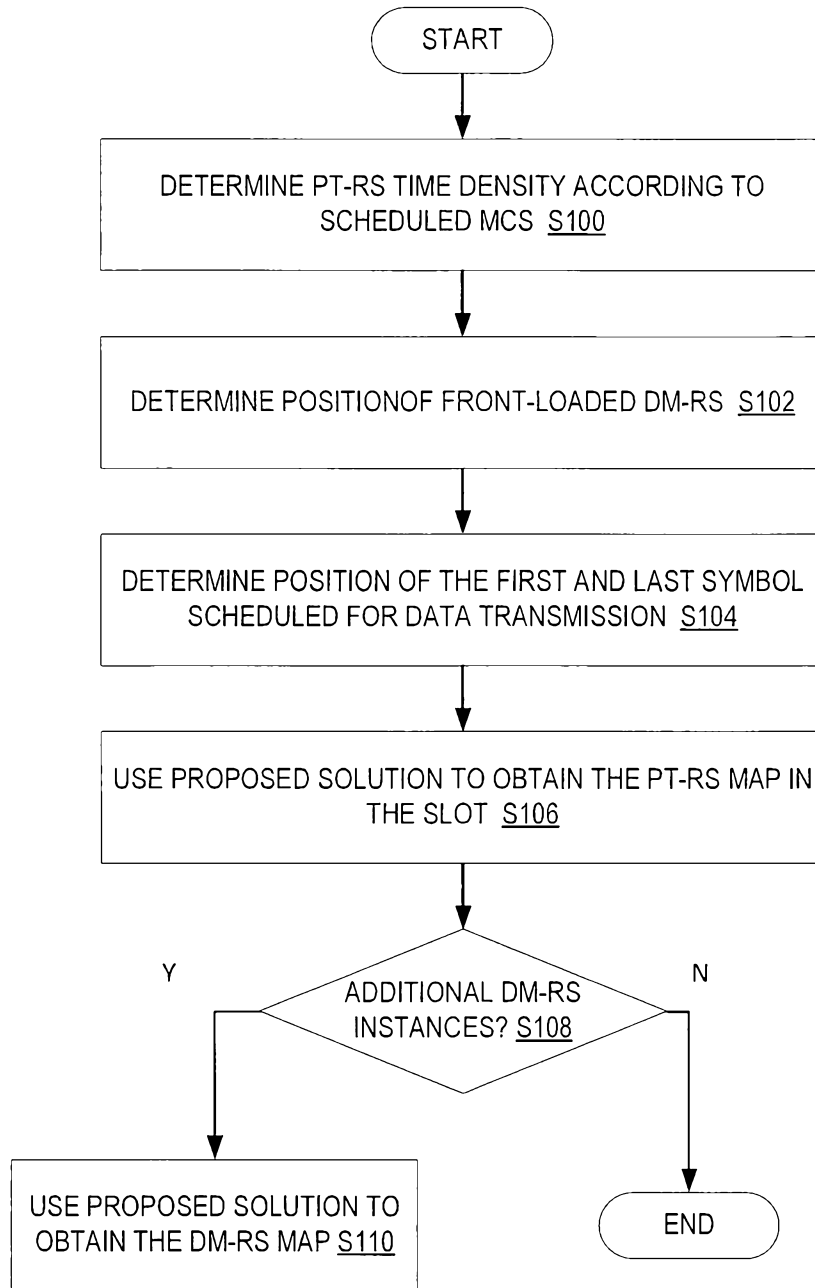 START
DETERMINE PT-RS TIME DENSITY ACCORDING TO
SCHEDULED MCS S100
DETERMINE POSITIONOF FRONT-LOADED DM-RS S102
DETERMINE POSITION OF THE FIRST AND LAST SYMBOL
SCHEDULED FOR DATA TRANSMISSION S104
USE PROPOSED SOLUTION TO OBTAIN THE PT-RS MAP IN
THE SLOT S106
Y
N
ADDITIONAL DM-RS
INSTANCES? S108
USE PROPOSED SOLUTION TO
OBTAIN THE DM-RS MAP S110
END